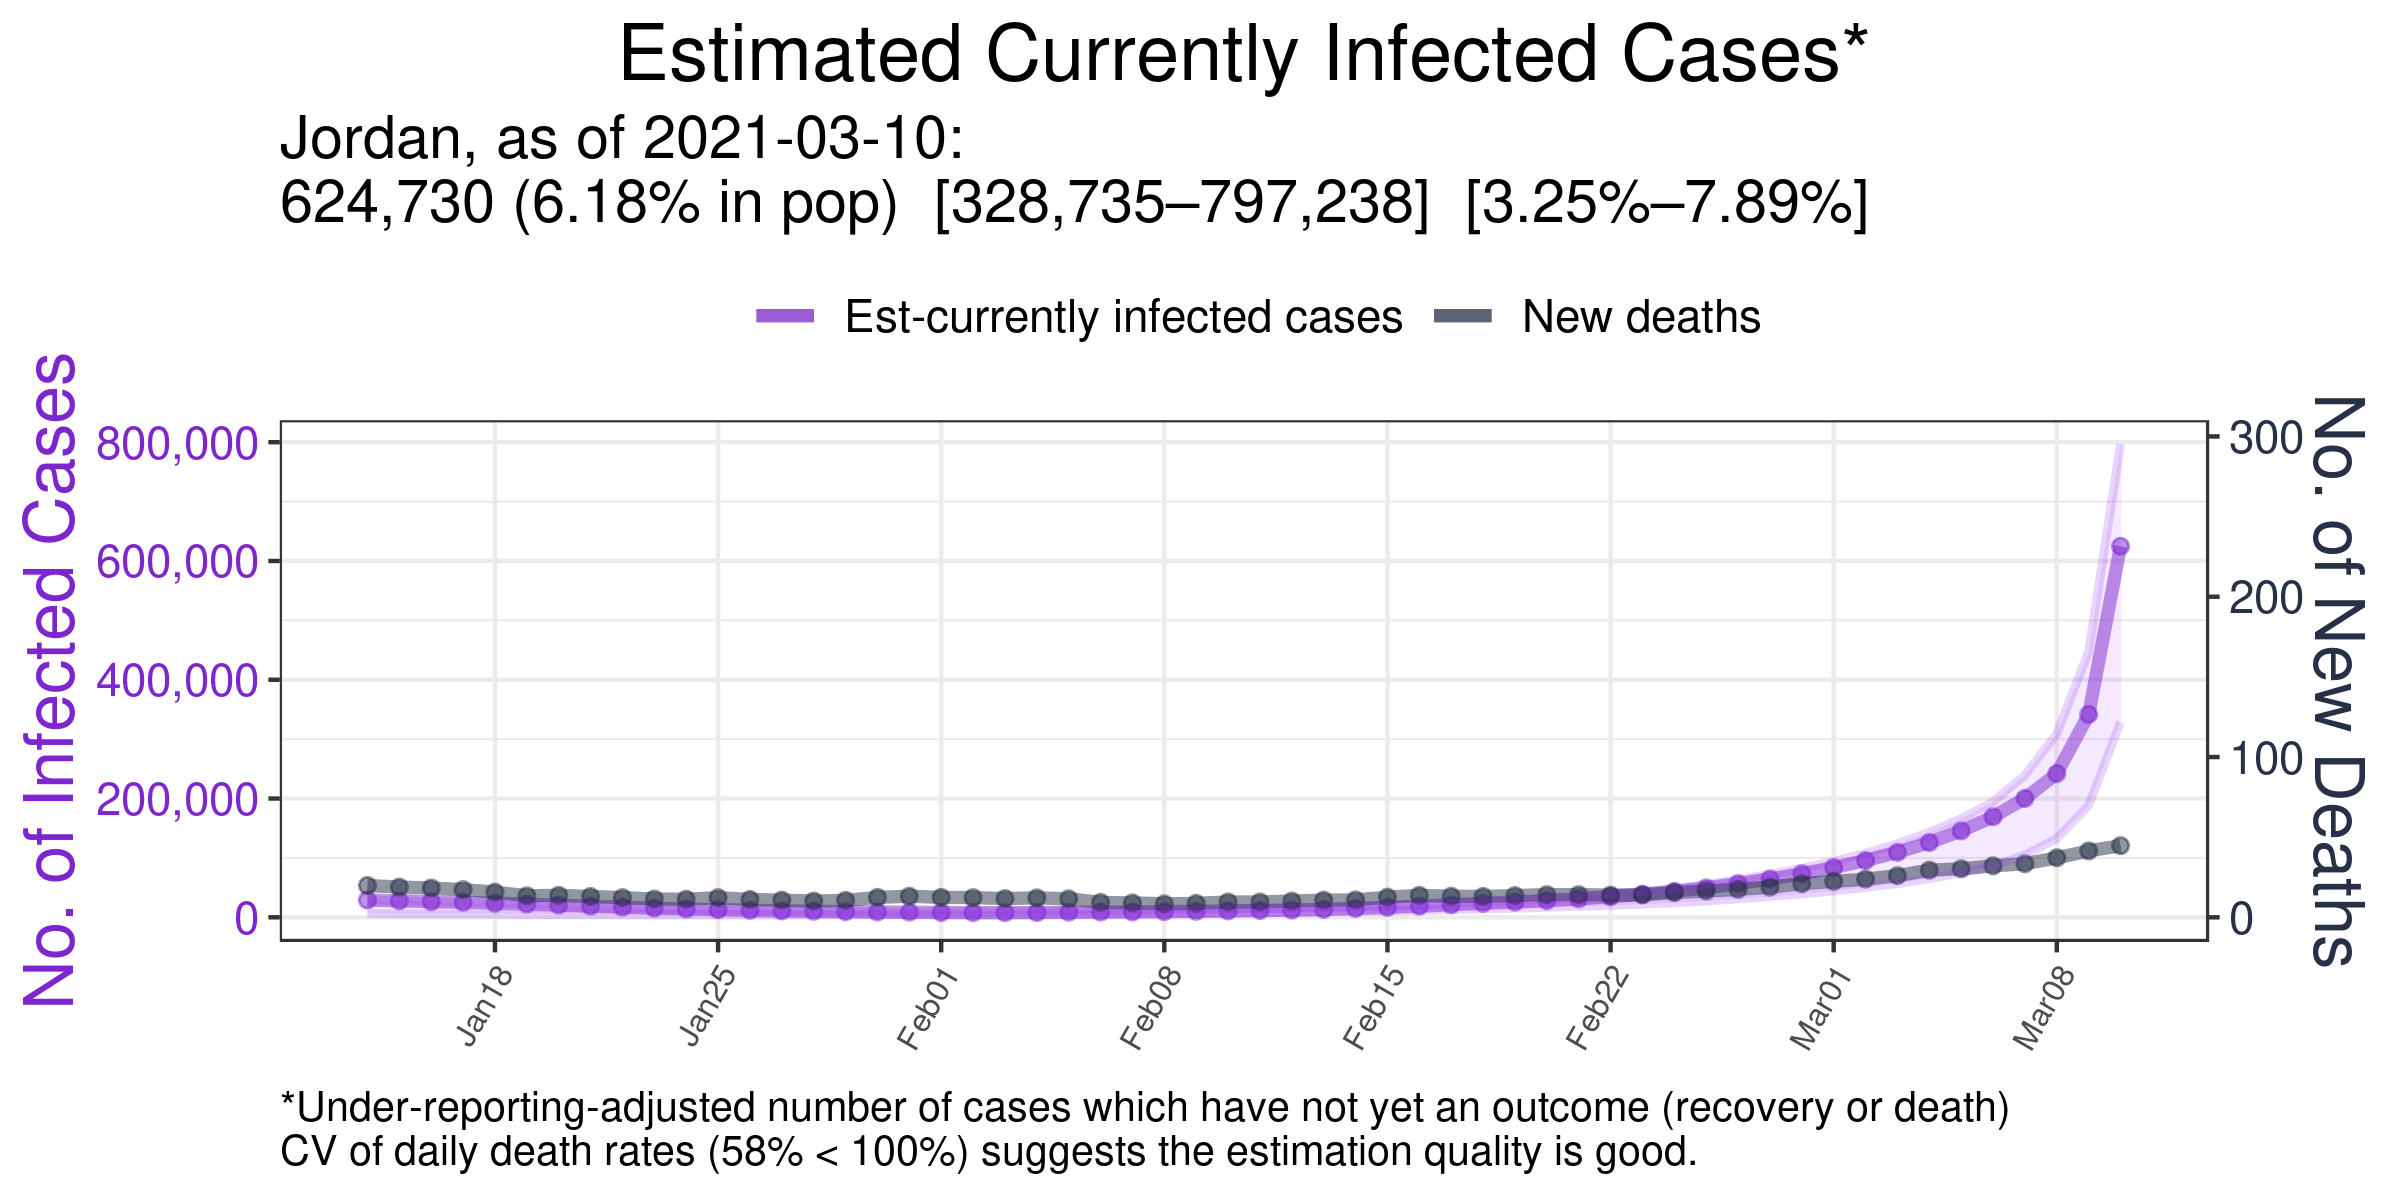 Estimated Currently Infected Cases*
Jordan, as of 2021-03-10:
624,730 (6.18% in pop)  [328,735–797,238]  [3.25%–7.89%]
Est-currently infected cases
New deaths
No. of Infected Cases
800,000
600,000
400,000
200,000
0
300
200
100
0
No. of New Deaths
Jan18
Jan25
Feb01
Feb08
Feb15
Feb22
Mar01
Mar08
*Under-reporting-adjusted number of cases which have not yet an outcome (recovery or death)
CV of daily death rates (58% < 100%) suggests the estimation quality is good.